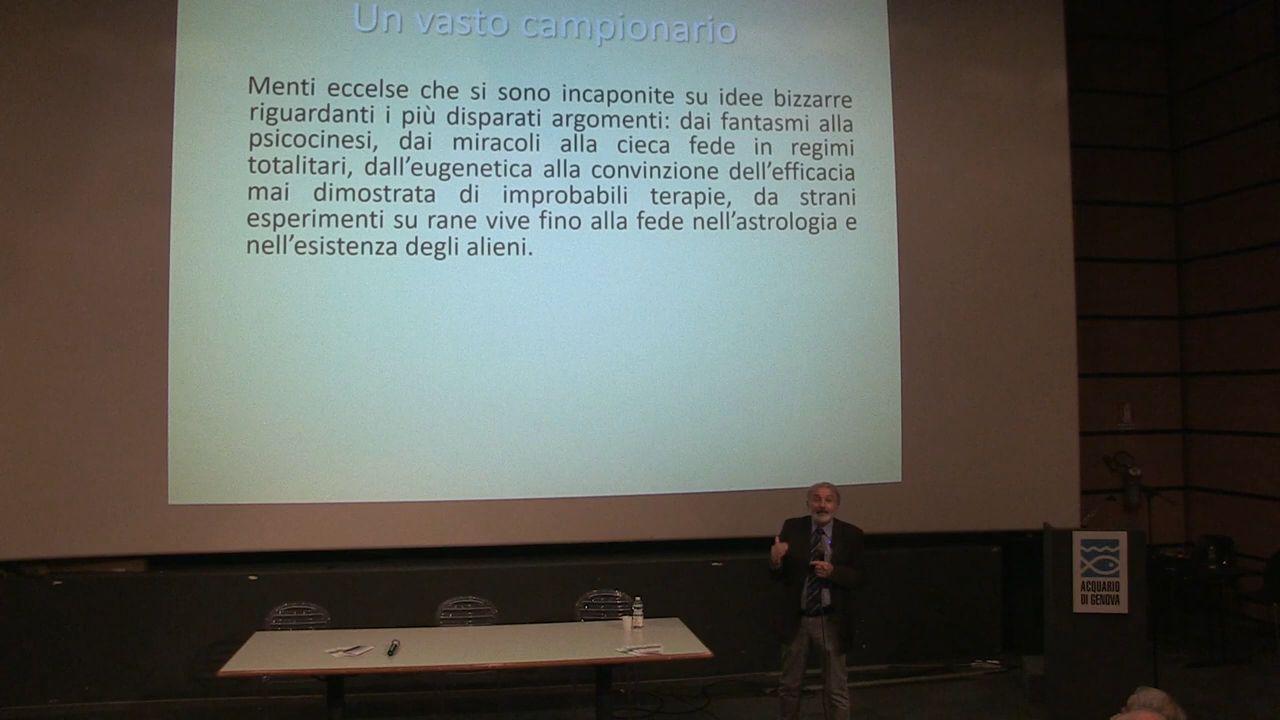 Un vasto campionario
Menti eccelse che si sono incaponite su idee bizzarre
riguardanti i più disparati argomenti: dai fantasmi alla
psicocinesi, dai miracoli alla cieca fede in regimi
totalitari, dall'eugenetica alla convinzione dell'efficacia
mai dimostrata di improbabili terapie, da strani
esperimenti su rane vive fino alla fede nell'astrologia e
nell'esistenza degli alieni.
ACQUARIO
DI GENOVA